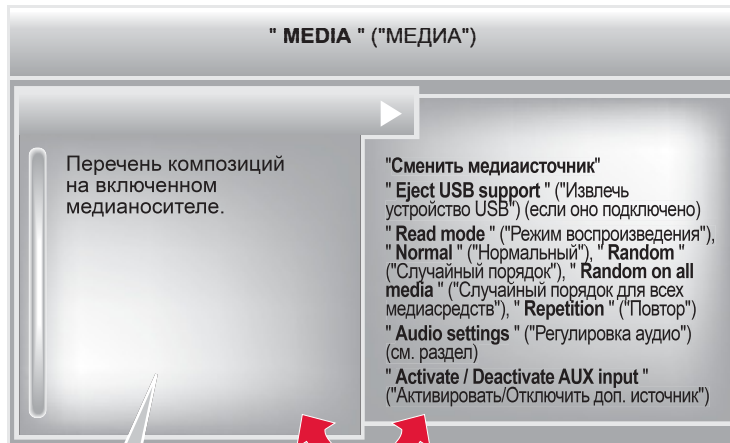 " MEDIA " ("МЕДИА")
Перечень композиций
на включенном
медианосителе.
"Сменить медиаисточник"
" Eject USB support " ("Извлечь
устройство USB") (если оно подключено)
" Read mode " ("Режим воспроизведения"),
" Normal " ("Нормальный"), " Random "
("Случайный порядок"), " Random on all
media " ("Случайный порядок для всех
медиасредств"), " Repetition " ("Повтор")
" Audio settings " ("Регулировка аудио")
(см. раздел)
" Activate / Deactivate AUX input "
("Активировать/Отключить доп. источник")